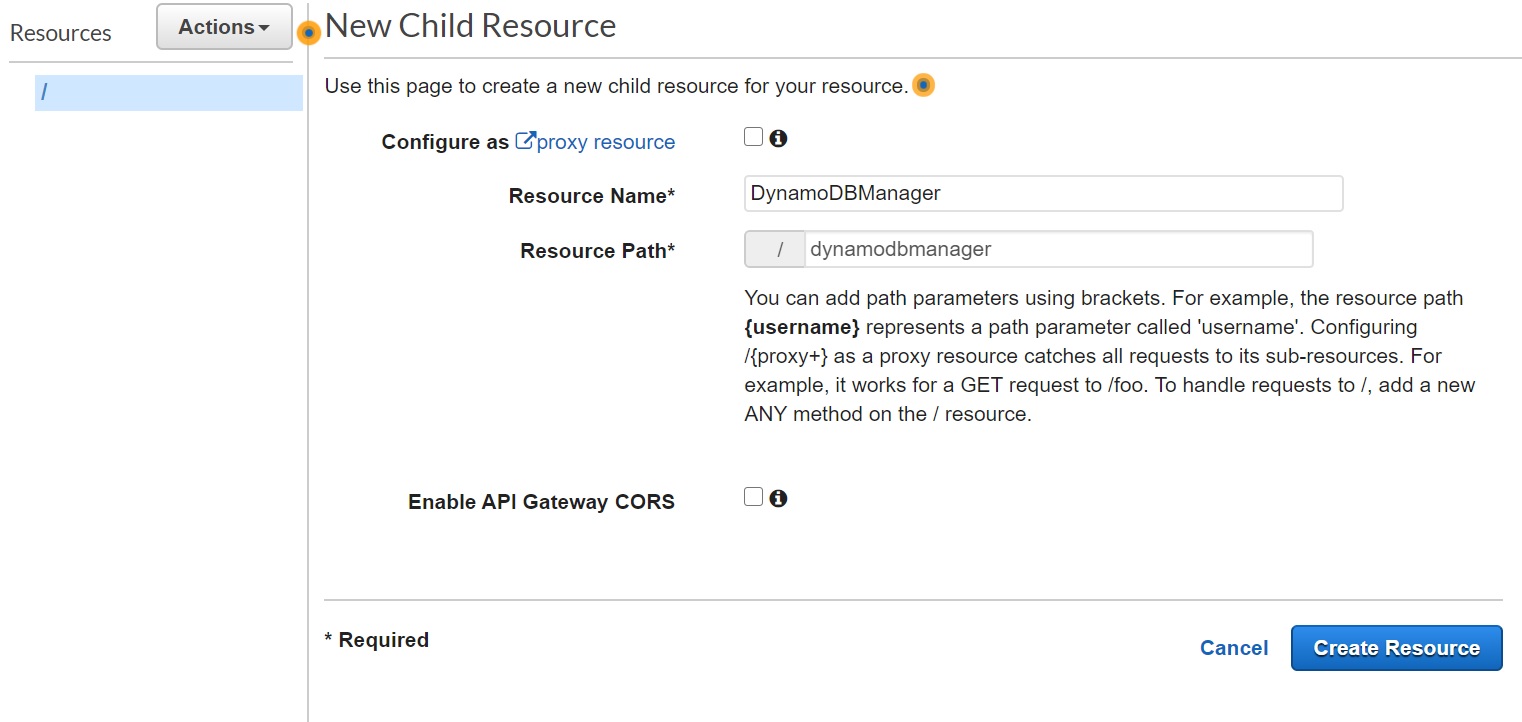 Resources
Actions
New Child Resource
/
Use this page to create a new child resource for your resource.
Configure as proxy resource
Resource Name*
DynamoDBManager
Resource Path*
/
dynamodbmanager
You can add path parameters using brackets. For example, the resource path
{username} represents a path parameter called 'username'. Configuring
/{proxy+} as a proxy resource catches all requests to its sub-resources. For
example, it works for a GET request to /foo. To handle requests to /, add a new
ANY method on the / resource.
Enable API Gateway CORS
* Required
Cancel
Create Resource